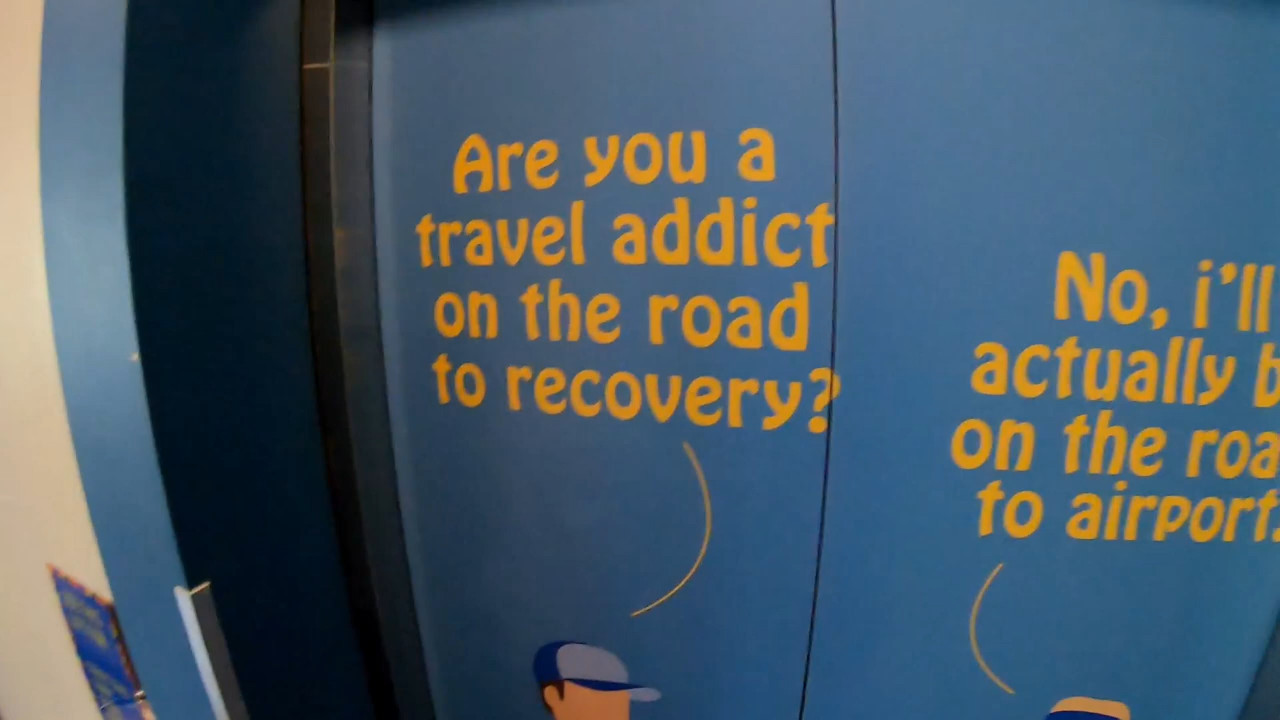 Are you a
travel addict
on the road
to recovery?
No, i'll
actually
on the
to airport.